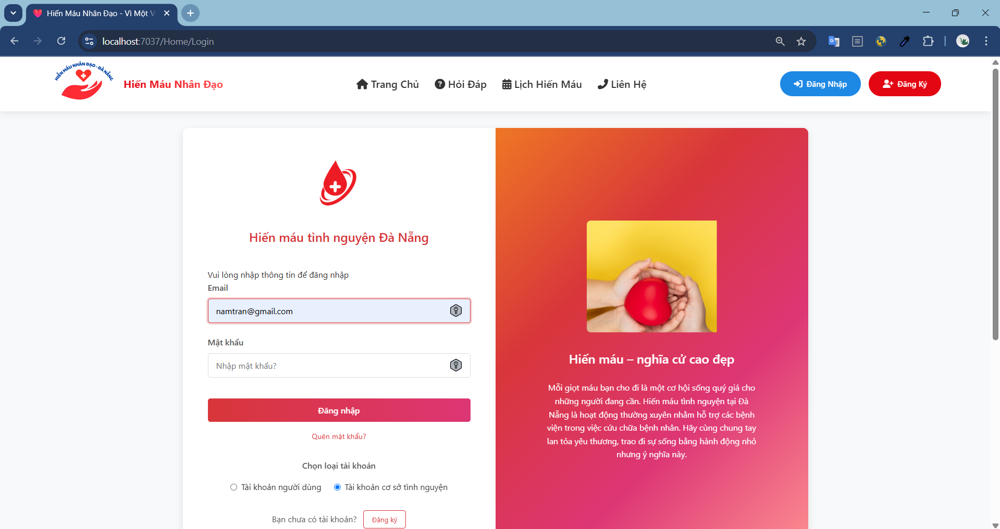 Hiến Máu Nhân Đạo - Vì Một V
localhost:7037/Home/Login
HIẾN MÁU NHÂN ĐẠO - ĐÀ NẴNG
Hiến Máu Nhân Đạo
Trang Chủ
Hỏi Đáp
Lịch Hiến Máu
Liên Hệ
Đăng Nhập
Đăng Ký
Hiến máu tình nguyện Đà Nẵng
Vui lòng nhập thông tin để đăng nhập
Email
namtran@gmail.com
Mật khẩu
Nhập mật khẩu?
Đăng nhập
Quên mật khẩu?
Chọn loại tài khoản
Tài khoản người dùng
Tài khoản cơ sở tình nguyện
Bạn chưa có tài khoản?
Đăng ký
Hiến máu – nghĩa cử cao đẹp
Mỗi giọt máu bạn cho đi là một cơ hội sống quý giá cho
những người đang cần. Hiến máu tình nguyện tại Đà
Nẵng là hoạt động thường xuyên nhằm hỗ trợ các bệnh
viện trong việc cứu chữa bệnh nhân. Hãy cùng chung tay
lan tỏa yêu thương, trao đi sự sống bằng hành động nhỏ
nhưng ý nghĩa này.